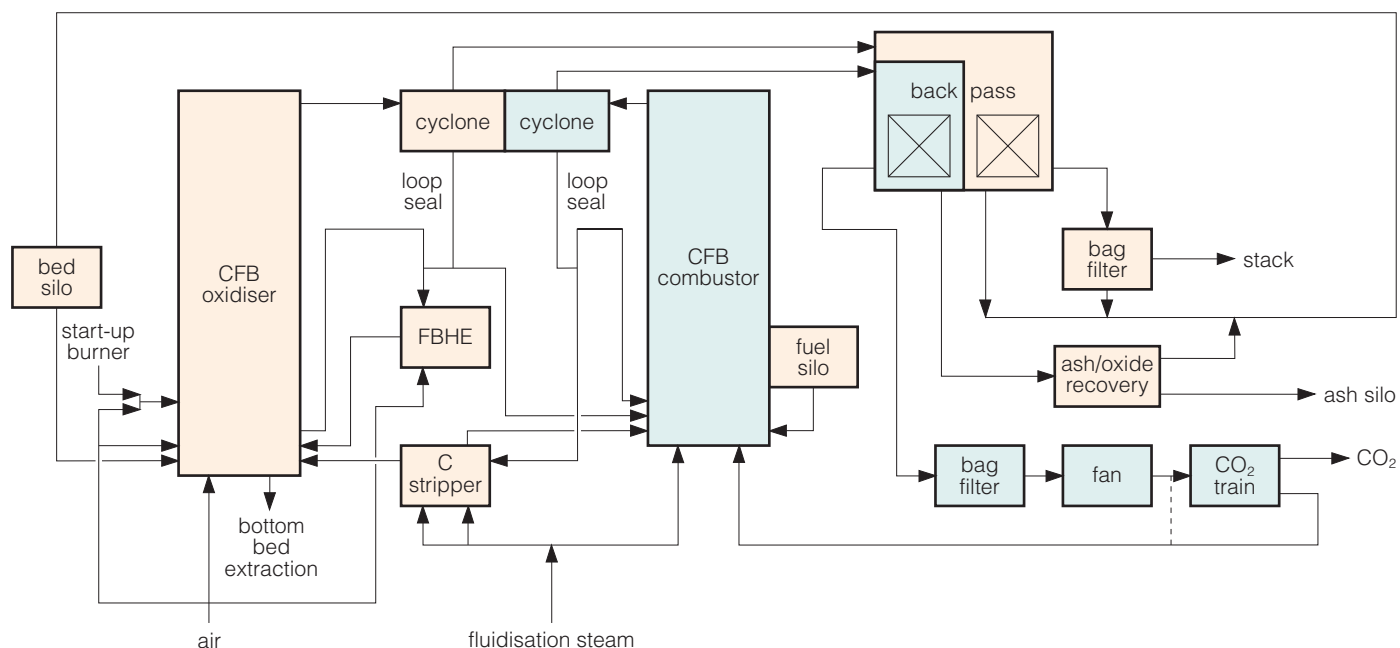 back pass
cyclone
cyclone
loop
seal
loop
seal
bed
silo
CFB
oxidiser
CFB
combustor
bag
filter
stack
start-up
burner
FBHE
fuel
silo
ash/oxide
recovery
ash silo
C
stripper
bag
filter
fan
CO₂
train
CO₂
bottom
bed
extraction
air
fluidisation steam